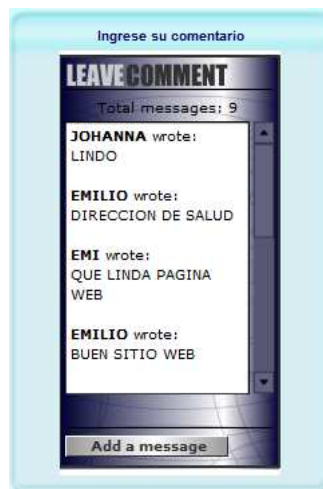 Ingrese su comentario
LEAVECOMMENT
Total messages: 9
JOHANNA wrote:
LINDO
EMILIO wrote:
DIRECCION DE SALUD
EMI wrote:
QUE LINDA PAGINA
WEB
EMILIO wrote:
BUEN SITIO WEB
Add a message